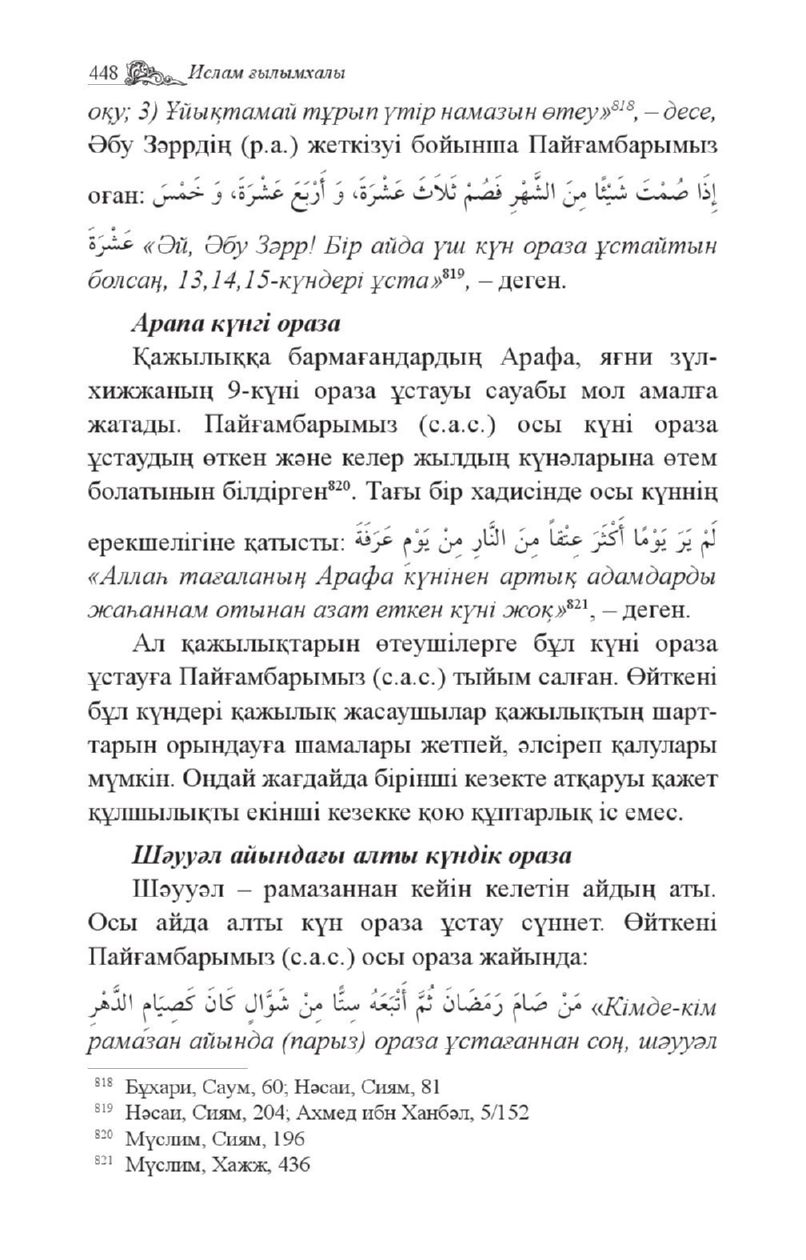 448 Ислам ғылымхалы
оқу; 3) Ұйықтамай тұрып үтір намазын өтеу»⁸¹⁸, – десе,
Әбу Зәррдің (р.а.) жеткізуі бойынша Пайғамбарымыз
оған: إِذَا صُمْتَ شَيْئًا مِنَ الشَّهْرِ فَصُمْ ثَلَاثَ عَشْرَةَ، وَ أَرْبَعَ عَشْرَةَ، وَ خَمْسَ
عَشْرَةَ «Әй, Әбу Зәрр! Бір айда үш күн ораза ұстайтын
болсаң, 13,14,15-күндері ұста»⁸¹⁹, – деген.
Арапа күнгі ораза
Қажылыққа бармағандардың Арафа, яғни зүл-
хижжаның 9-күні ораза ұстауы сауабы мол амалға
жатады. Пайғамбарымыз (с.а.с.) осы күні ораза
ұстаудың өткен және келер жылдың күнәларына өтем
болатынын білдірген⁸²⁰. Тағы бір хадисінде осы күннің
ерекшелігіне қатысты: لَمْ يَرَ يَوْمًا أَكْثَرَ عِتْقًا مِنَ النَّارِ مِنْ يَوْمِ عَرَفَةَ
«Аллаһ тағаланың Арафа күнінен артық адамдарды
жаһаннам отынан азат еткен күні жоқ»⁸²¹, – деген.
Ал қажылықтарын өтеушілерге бұл күні ораза
ұстауға Пайғамбарымыз (с.а.с.) тыйым салған. Өйткені
бұл күндері қажылық жасаушылар қажылықтың шарт-
тарын орындауға шамалары жетпей, әлсіреп қалулары
мүмкін. Ондай жағдайда бірінші кезекте атқаруы қажет
құлшылықты екінші кезекке қою құптарлық іс емес.
Шәууәл айындағы алты күндік ораза
Шәууәл – рамазаннан кейін келетін айдың аты.
Осы айда алты күн ораза ұстау сүннет. Өйткені
Пайғамбарымыз (с.а.с.) осы ораза жайында:
مَنْ صَامَ رَمَضَانَ ثُمَّ أَتْبَعَهُ سِتًّا مِنْ شَوَّالٍ كَانَ كَصِيَامِ الدَّهْرِ «Кімде-кім
рамазан айында (парыз) ораза ұстағаннан соң, шәууәл
⁸¹⁸ Бұхари, Саум, 60; Нәсаи, Сиям, 81
⁸¹⁹ Нәсаи, Сиям, 204; Ахмед ибн Ханбәл, 5/152
⁸²⁰ Мүслим, Сиям, 196
⁸²¹ Мүслим, Хажж, 436